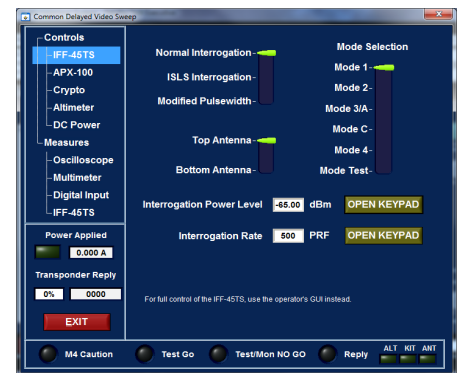 Common Delayed Video Sweep
Controls
IFF-45TS
APX-100
Crypto
Altimeter
DC Power
Measures
Oscilloscope
Multimeter
Digital Input
IFF-45TS
Power Applied
0.000 A
Transponder Reply
0% 0000
EXIT
Normal Interrogation
ISLS Interrogation
Modified Pulsewidth
Top Antenna
Bottom Antenna
Mode Selection
Mode 1
Mode 2
Mode 3/A
Mode C
Mode 4
Mode Test
Interrogation Power Level -65.00 dBm OPEN KEYPAD
Interrogation Rate 500 PRF OPEN KEYPAD
For full control of the IFF-45TS, use the operator's GUI instead.
M4 Caution Test Go Test/Mon NO GO Reply ALT KIT ANT